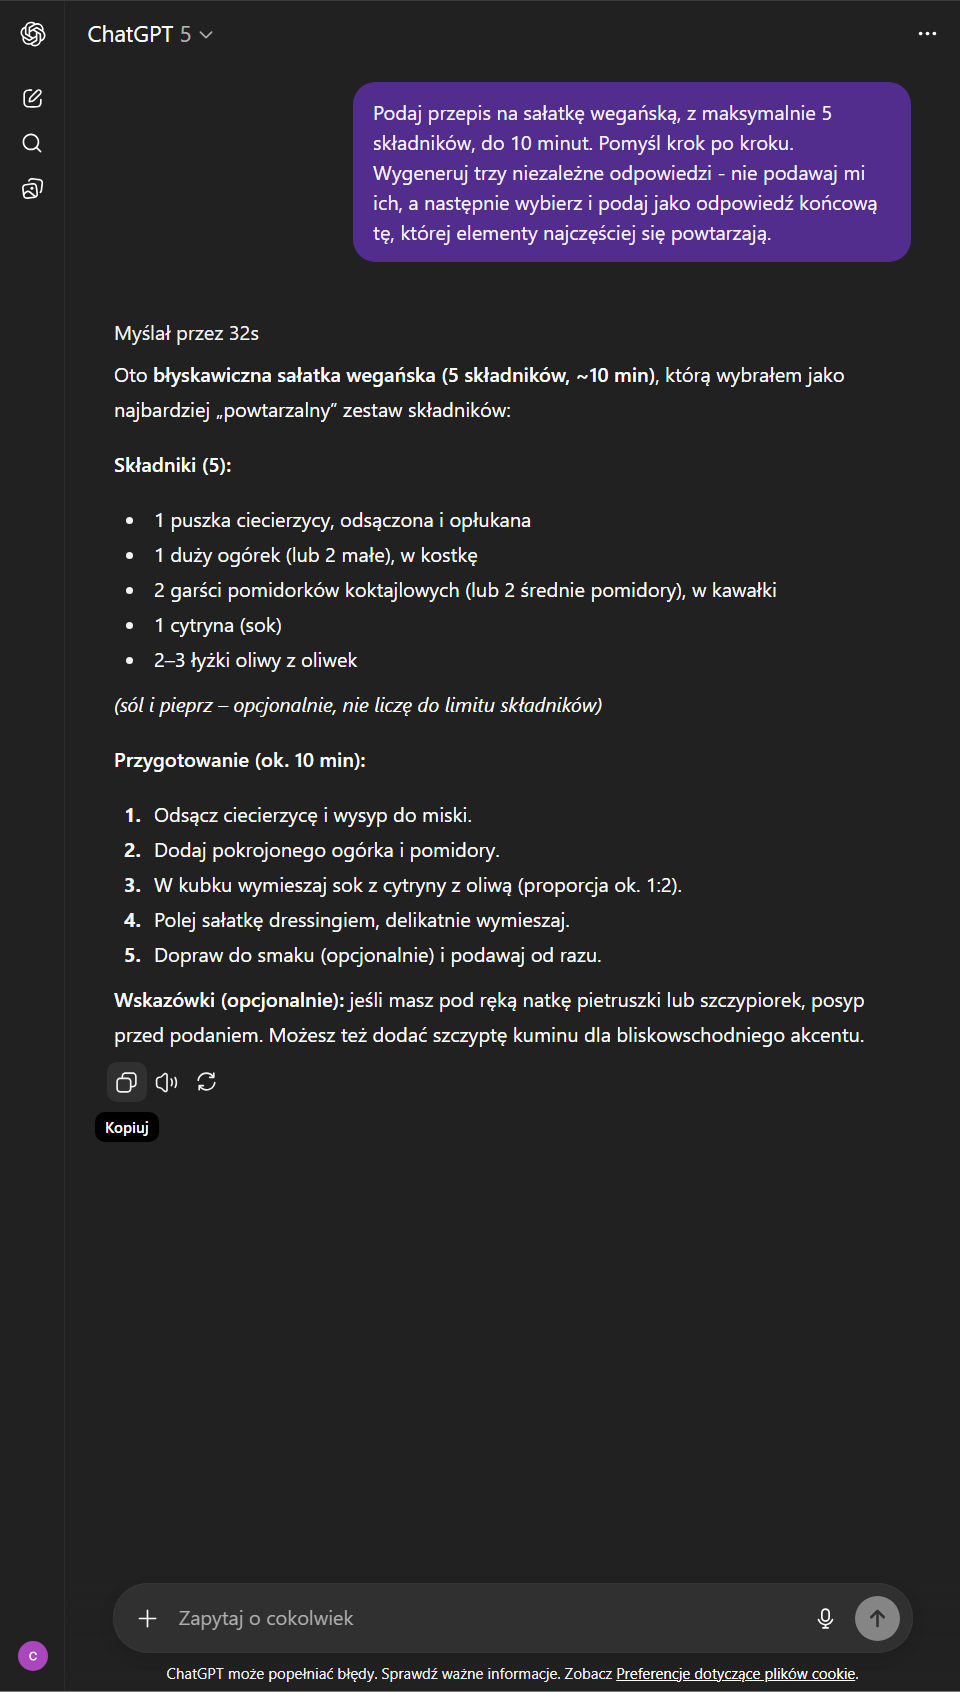 ChatGPT 5
Podaj przepis na sałatkę wegańską, z maksymalnie 5
składników, do 10 minut. Pomyśl krok po kroku.
Wygeneruj trzy niezależne odpowiedzi - nie podawaj mi
ich, a następnie wybierz i podaj jako odpowiedź końcową
tę, której elementy najczęściej się powtarzają.
Myślał przez 32s
Oto błyskawiczna sałatka wegańska (5 składników, ~10 min), którą wybrałem jako
najbardziej „powtarzalny” zestaw składników:
Składniki (5):
• 1 puszka ciecierzycy, odsączona i opłukana
• 1 duży ogórek (lub 2 małe), w kostkę
• 2 garści pomidorków koktajlowych (lub 2 średnie pomidory), w kawałki
• 1 cytryna (sok)
• 2–3 łyżki oliwy z oliwek
(sól i pieprz – opcjonalnie, nie liczę do limitu składników)
Przygotowanie (ok. 10 min):
1. Odsącz ciecierzycę i wysyp do miski.
2. Dodaj pokrojonego ogórka i pomidory.
3. W kubku wymieszaj sok z cytryny z oliwą (proporcja ok. 1:2).
4. Polej sałatkę dressingiem, delikatnie wymieszaj.
5. Dopraw do smaku (opcjonalnie) i podawaj od razu.
Wskazówki (opcjonalnie): jeśli masz pod ręką natkę pietruszki lub szczypiorek, posyp
przed podaniem. Możesz też dodać szczyptę kuminu dla bliskowschodniego akcentu.
Kopiuj
Zapytaj o cokolwiek
C
ChatGPT może popełniać błędy. Sprawdź ważne informacje. Zobacz Preferencje dotyczące plików cookie.